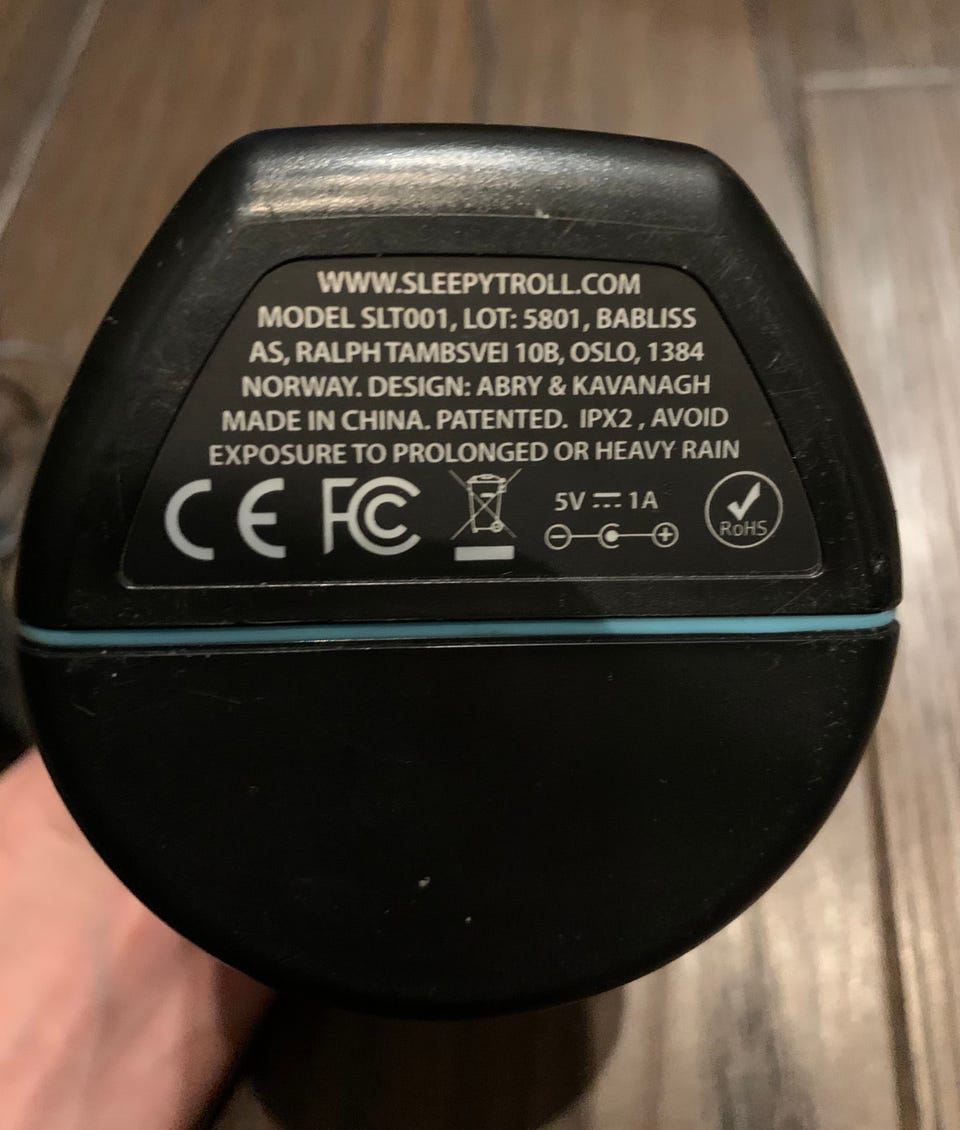 WWW.SLEEPYTROLL.COM
MODEL SLT001, LOT: 5801, BABLISS
AS, RALPH TAMBSVEI 10B, OSLO, 1384
NORWAY. DESIGN: ABRY & KAVANAGH
MADE IN CHINA. PATENTED. IPX2 , AVOID
EXPOSURE TO PROLONGED OR HEAVY RAIN
CE FC 5V ⎓ 1A RoHS